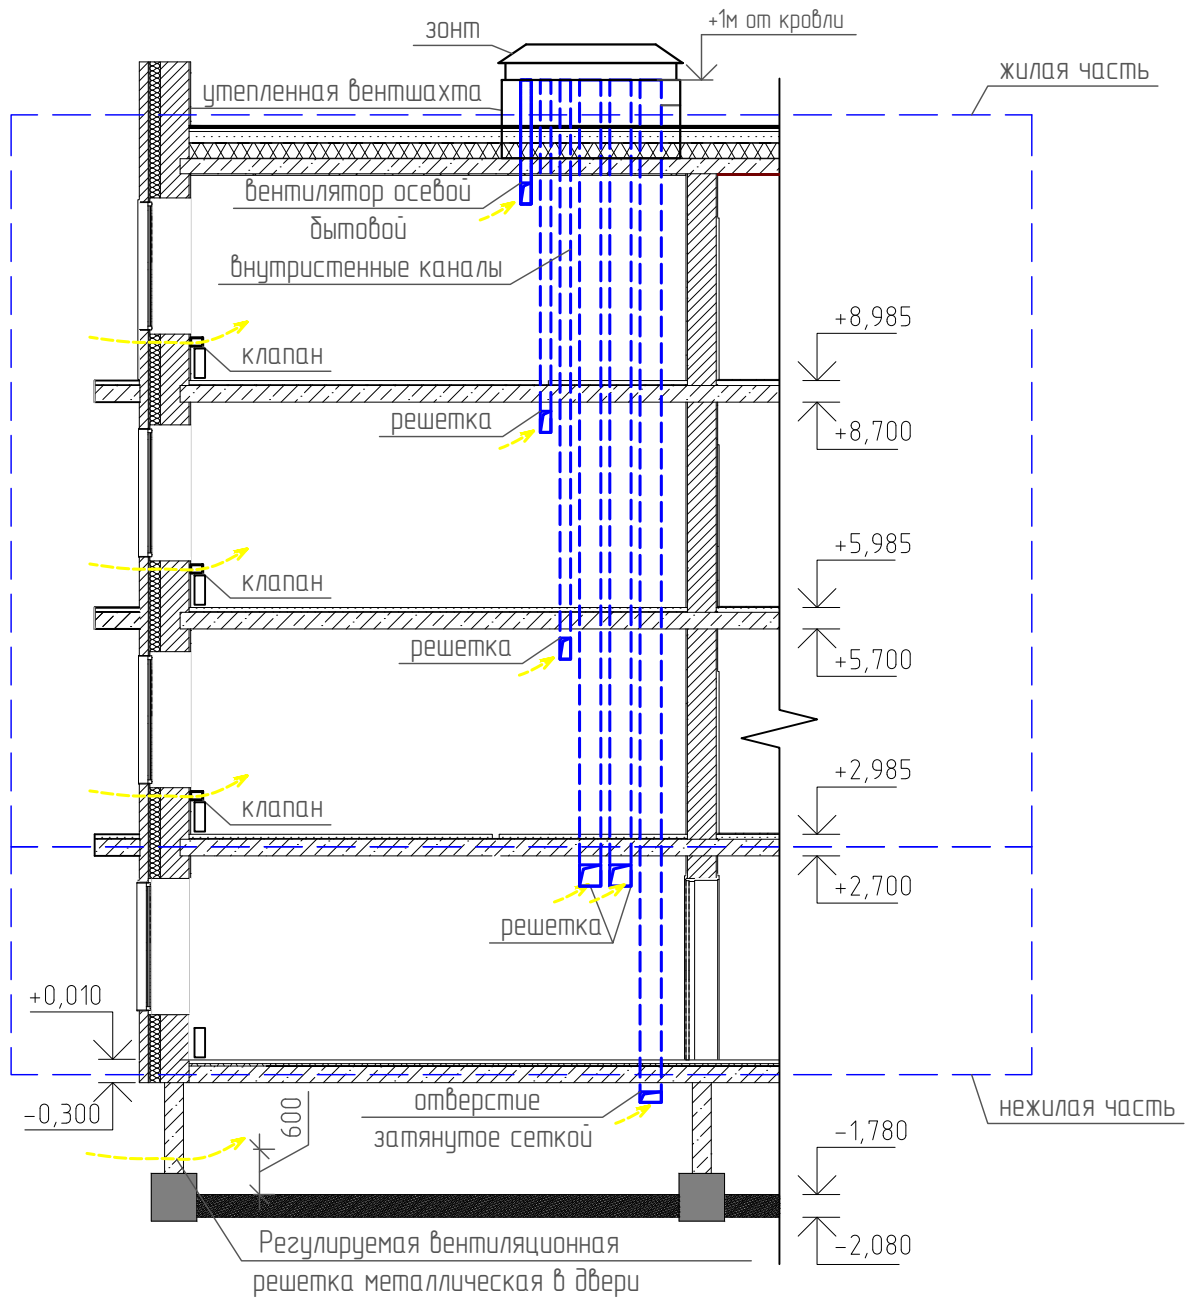 зонт
+1м от кровли
жилая часть
утепленная вентшахта
вентилятор осевой
бытовой
внутристенные каналы
+8,985
клапан
решетка
+8,700
+5,985
клапан
решетка
+5,700
+2,985
клапан
+2,700
решетка
+0,010
-0,300
600
отверстие
затянутое сеткой
нежилая часть
-1,780
-2,080
Регулируемая вентиляционная
решетка металлическая в двери